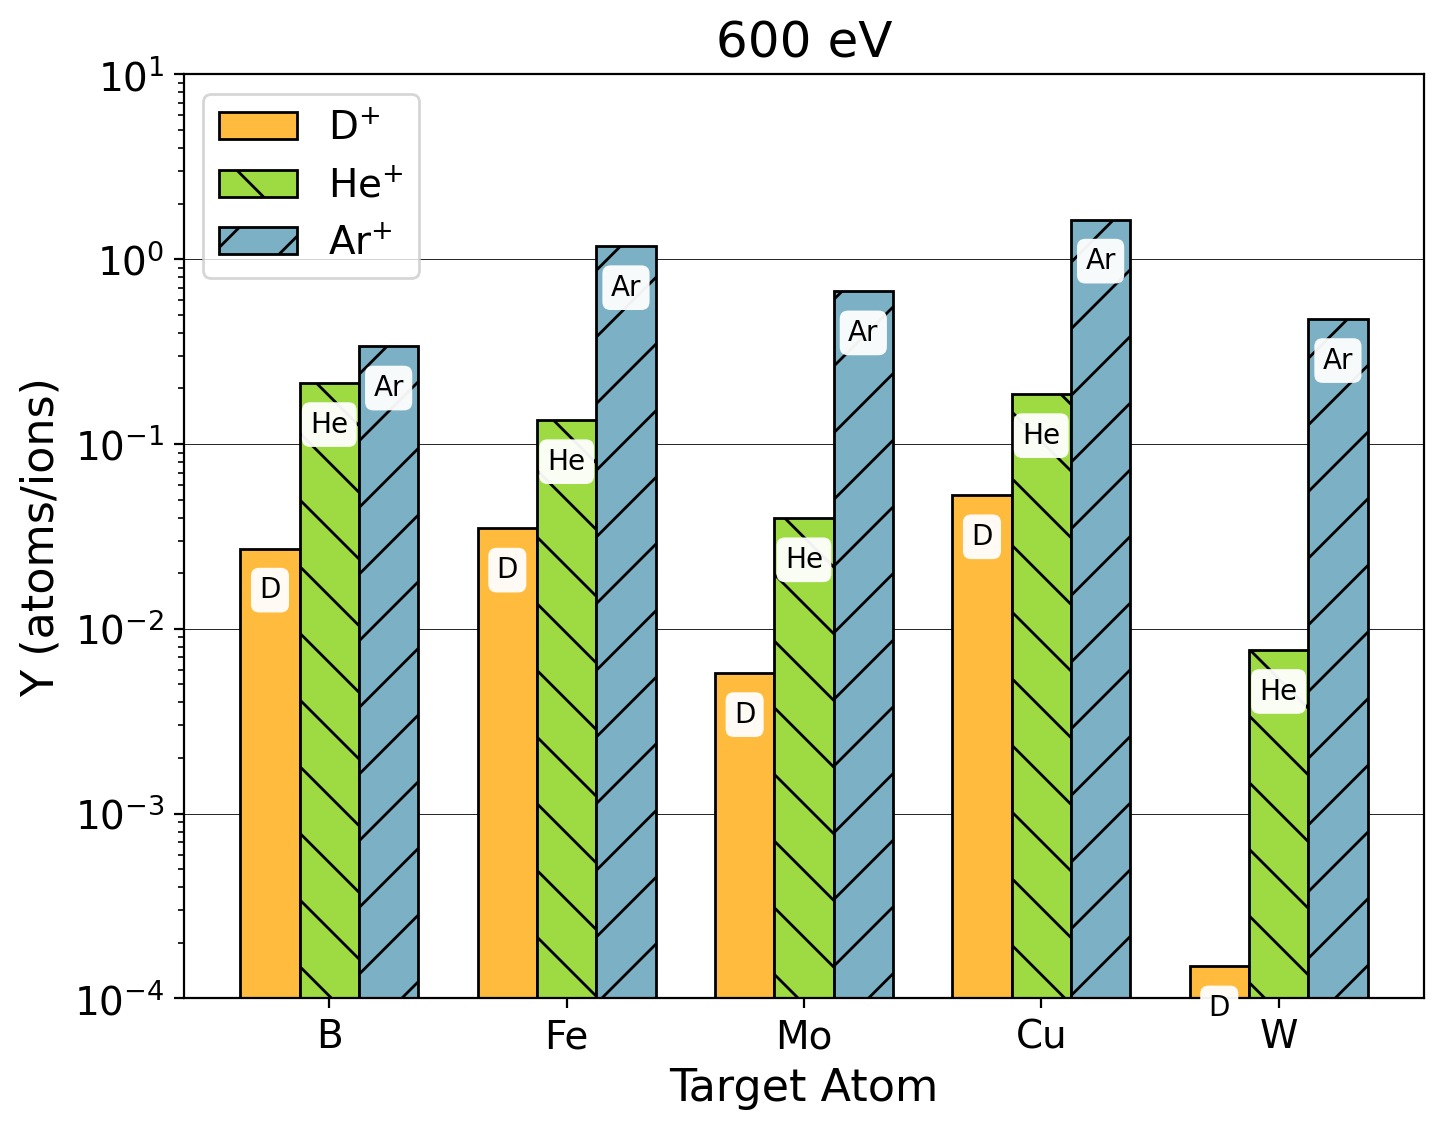 600 eV
10¹
10⁰
10⁻¹
10⁻²
10⁻³
10⁻⁴
Y (atoms/ions)
D⁺
He⁺
Ar⁺
D
He
Ar
D
He
Ar
D
He
Ar
D
He
Ar
D
He
Ar
B
Fe
Mo
Cu
W
Target Atom